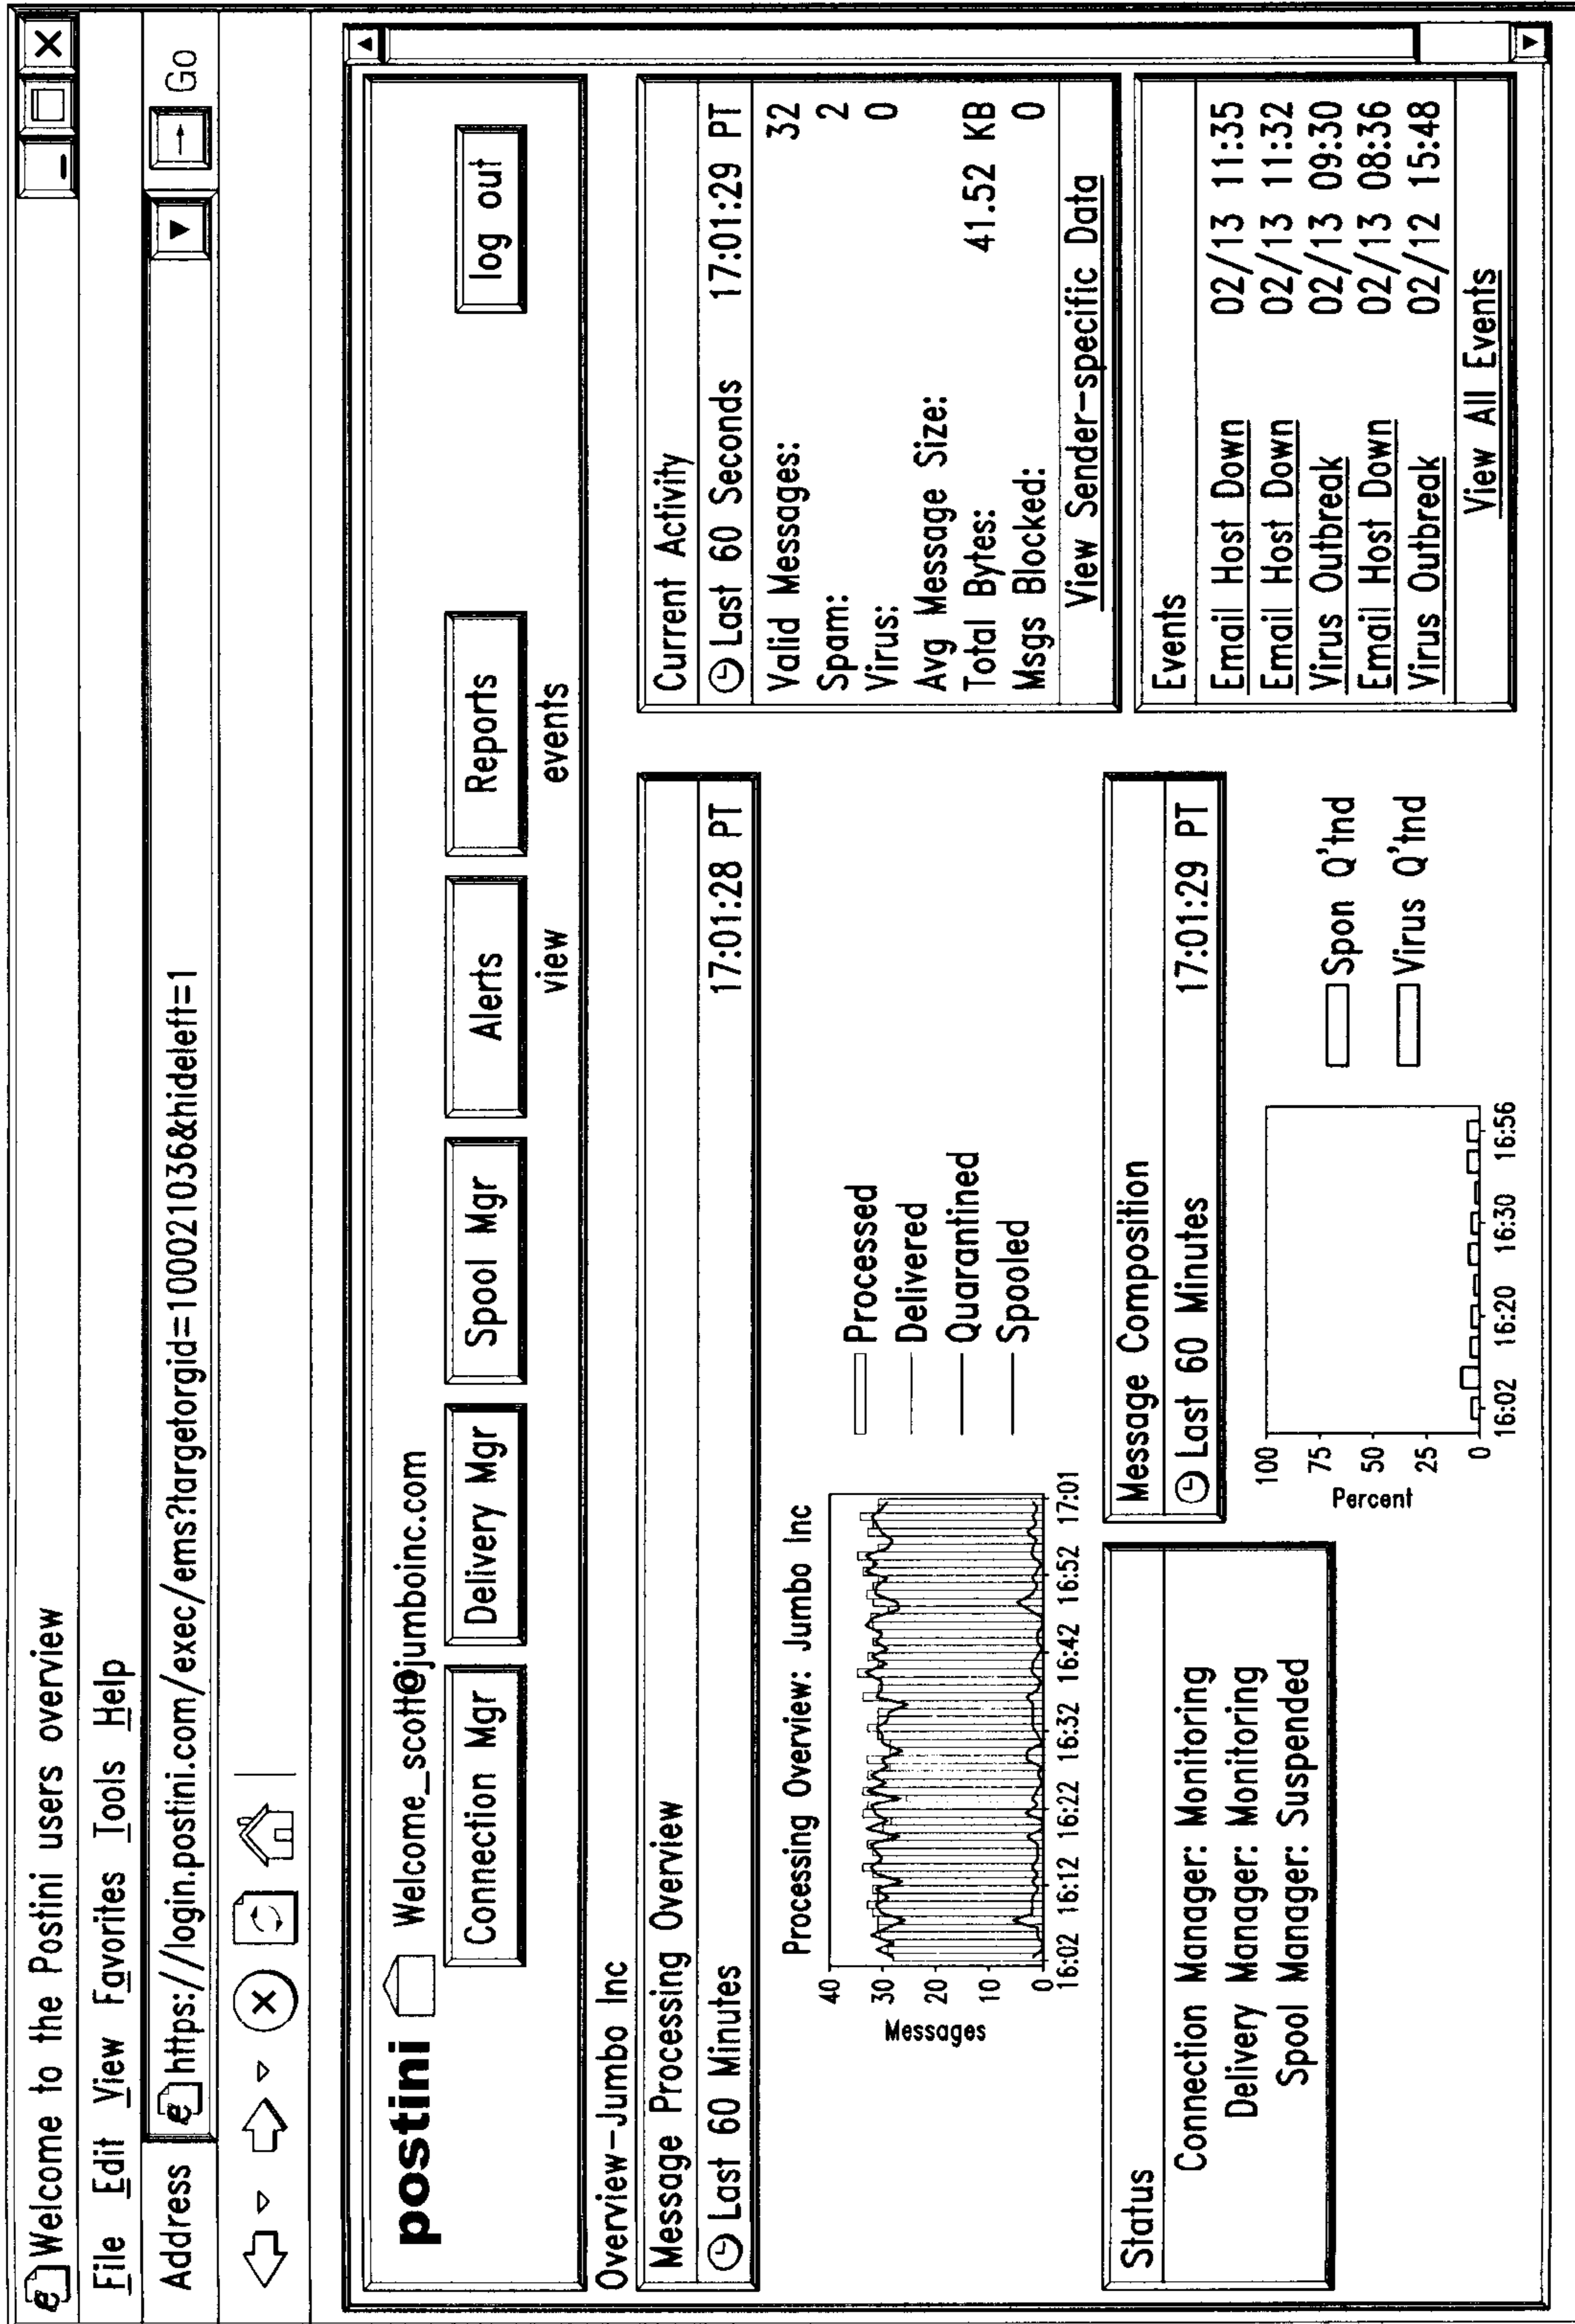 Welcome to the Postini users overview
File Edit View Favorites Tools Help
Address https://login.postini.com/exec/ems?targetorgid=100021036&hideleft=1 Go
postini Welcome_scott@jumboinc.com
Connection Mgr Delivery Mgr Spool Mgr Alerts Reports log out
view events
Overview-Jumbo Inc
Message Processing Overview
Last 60 Minutes 17:01:28 PT
Processing Overview: Jumbo Inc
Messages
40
30
20
10
0
16:02 16:12 16:22 16:32 16:42 16:52 17:01
Processed
Delivered
Quarantined
Spooled
Current Activity
Last 60 Seconds 17:01:29 PT
Valid Messages: 32
Spam: 2
Virus: 0
Avg Message Size:
Total Bytes: 41.52 KB
Msgs Blocked: 0
View Sender-specific Data
Status
Connection Manager: Monitoring
Delivery Manager: Monitoring
Spool Manager: Suspended
Message Composition
Last 60 Minutes 17:01:29 PT
Percent
100
75
50
25
0
16:02 16:20 16:30 16:56
Spon Q'tnd
Virus Q'tnd
Events
Email Host Down 02/13 11:35
Email Host Down 02/13 11:32
Virus Outbreak 02/13 09:30
Email Host Down 02/13 08:36
Virus Outbreak 02/12 15:48
View All Events